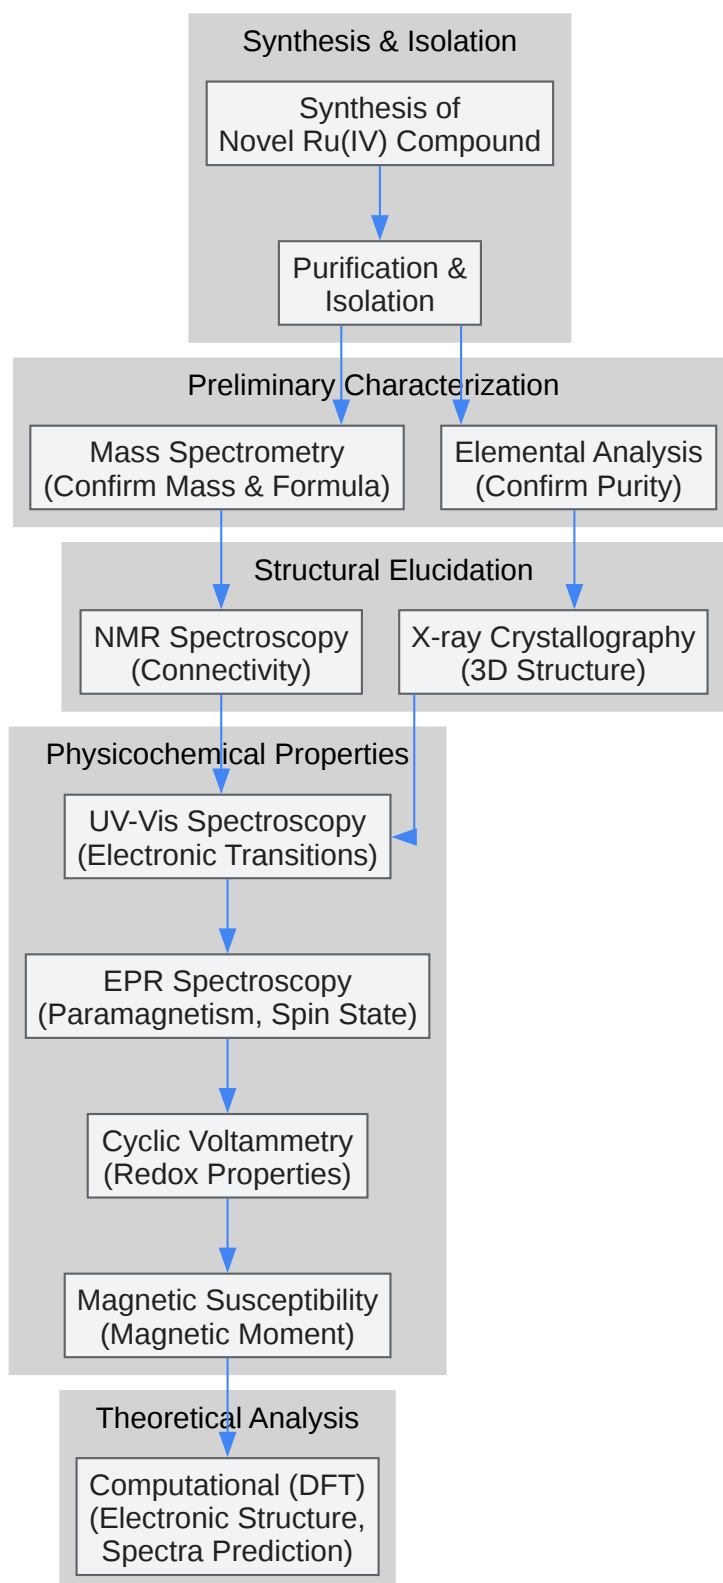 Synthesis & Isolation
Synthesis of
Novel Ru(IV) Compound
Purification &
Isolation
Preliminary Characterization
Mass Spectrometry
(Confirm Mass & Formula)
Elemental Analysis
(Confirm Purity)
Structural Elucidation
NMR Spectroscopy
(Connectivity)
X-ray Crystallography
(3D Structure)
Physicochemical Properties
UV-Vis Spectroscopy
(Electronic Transitions)
EPR Spectroscopy
(Paramagnetism, Spin State)
Cyclic Voltammetry
(Redox Properties)
Magnetic Susceptibility
(Magnetic Moment)
Theoretical Analysis
Computational (DFT)
(Electronic Structure,
Spectra Prediction)